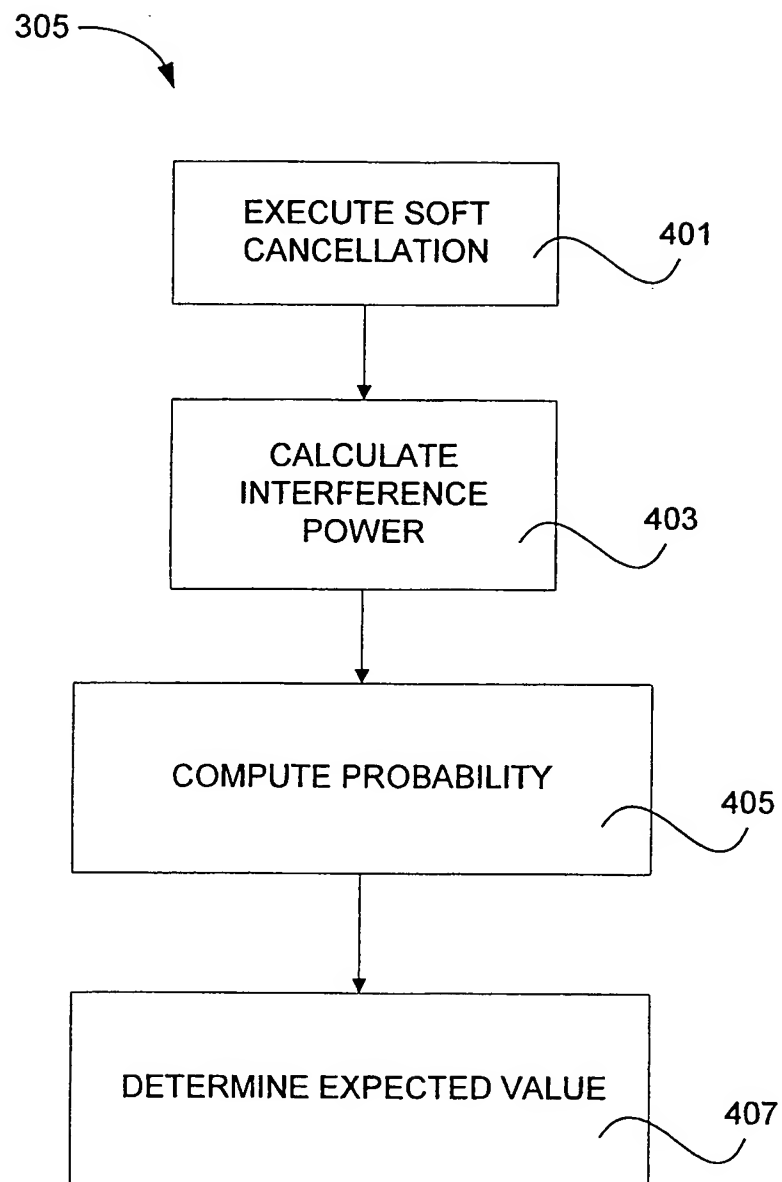 305
EXECUTE SOFT
CANCELLATION
401
CALCULATE
INTERFERENCE
POWER
403
COMPUTE PROBABILITY
405
DETERMINE EXPECTED VALUE
407